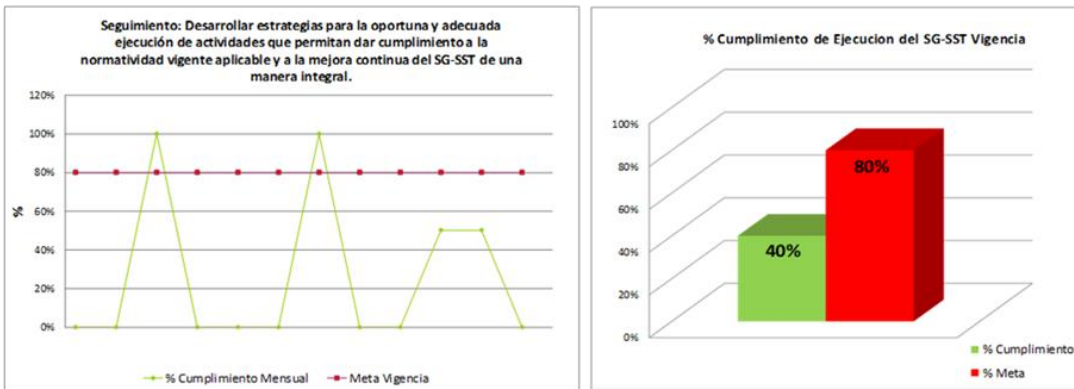 Seguimiento: Desarrollar estrategias para la oportuna y adecuada
ejecución de actividades que permitan dar cumplimiento a la
normatividad vigente aplicable y a la mejora continua del SG-SST de una
manera integral.
120%
100%
80%
60%
40%
20%
0%
%
% Cumplimiento Mensual
Meta Vigencia
% Cumplimiento de Ejecucion del SG-SST Vigencia
100%
80%
60%
40%
20%
0%
40%
80%
% Cumplimiento
% Meta